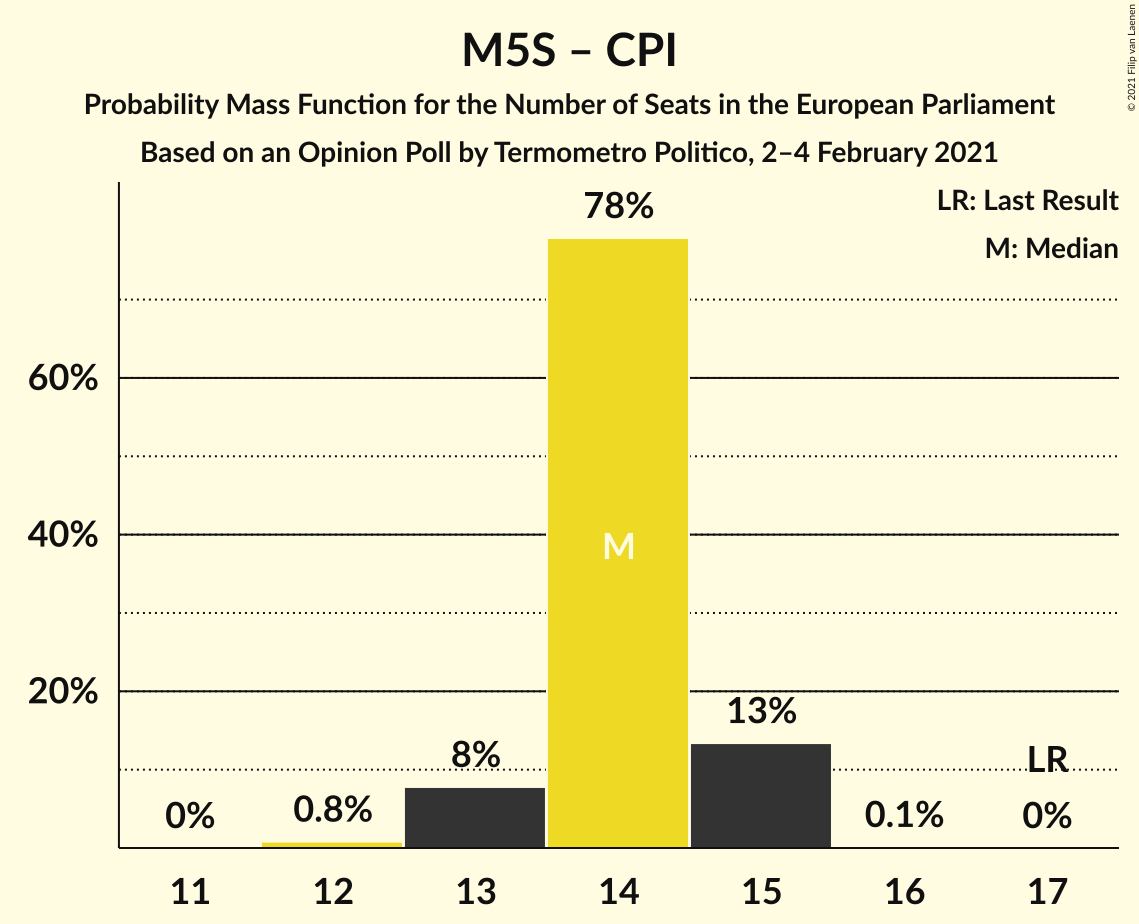 M5S – CPI
Probability Mass Function for the Number of Seats in the European Parliament
Based on an Opinion Poll by Termometro Politico, 2–4 February 2021
© 2021 Filip van Laenen
LR: Last Result
M: Median
60%
40%
20%
0%
0.8%
8%
78%
M
13%
0.1%
LR
0%
11
12
13
14
15
16
17